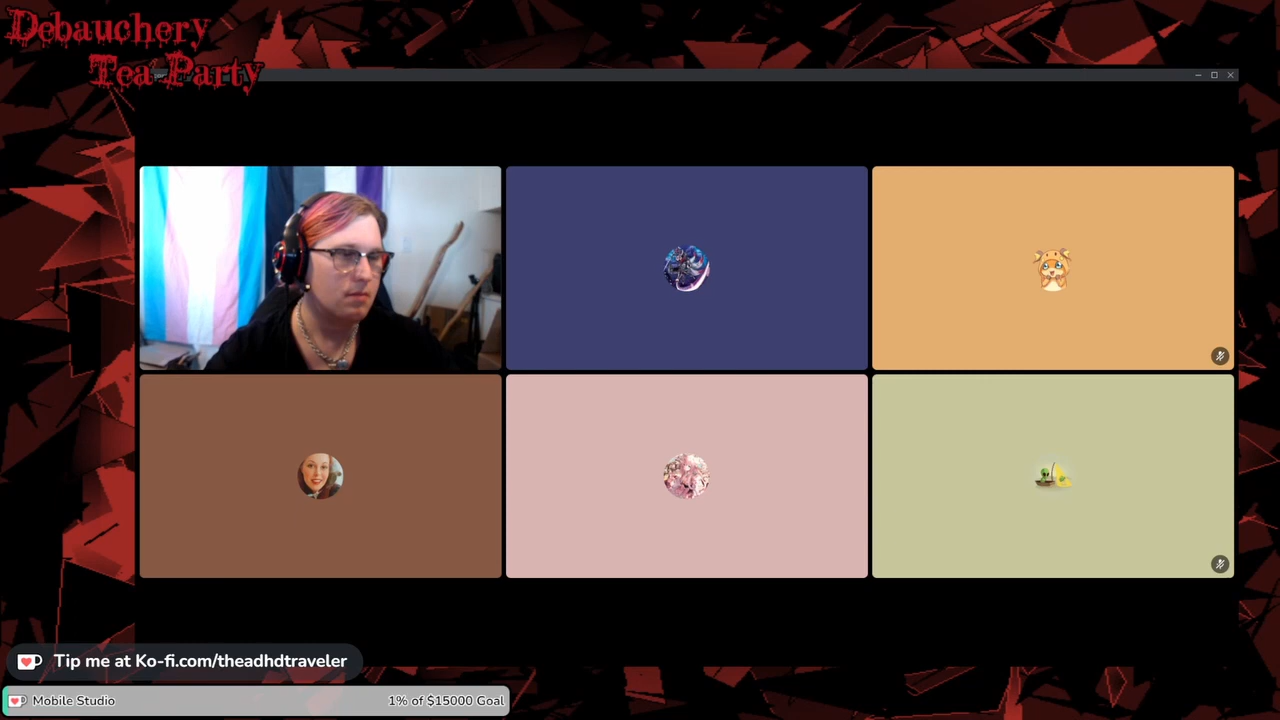 Debauchery
Tea Party
Tip me at Ko-fi.com/theadhdtraveler
Mobile Studio
1% of $15000 Goal